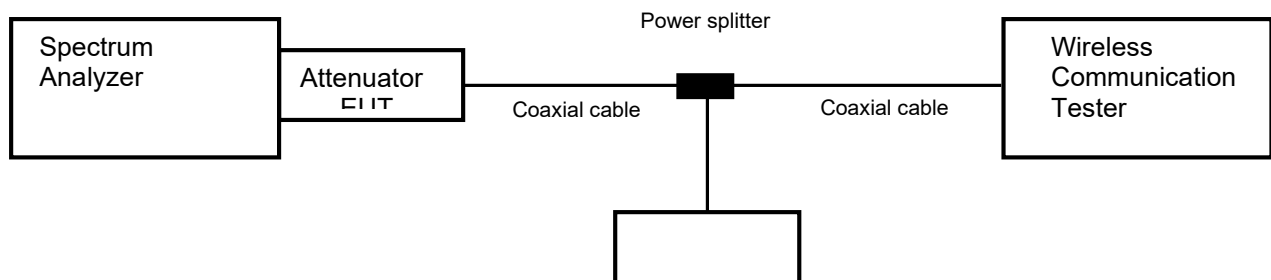 Power splitter
Spectrum
Analyzer
Attenuator
Coaxial cable
Coaxial cable
Wireless
Communication
Tester